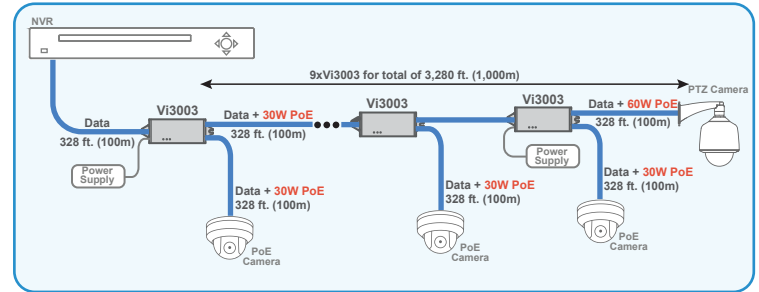 NVR
9xVi3003 for total of 3,280 ft. (1,000m)
PTZ Camera
Vi3003
Vi3003
Vi3003
Data
328 ft. (100m)
Data + 30W PoE
328 ft. (100m)
Data + 60W PoE
328 ft. (100m)
Power
Supply
Power
Supply
Data + 30W PoE
328 ft. (100m)
Data + 30W PoE
328 ft. (100m)
Data + 30W PoE
328 ft. (100m)
PoE
Camera
PoE
Camera
PoE
Camera